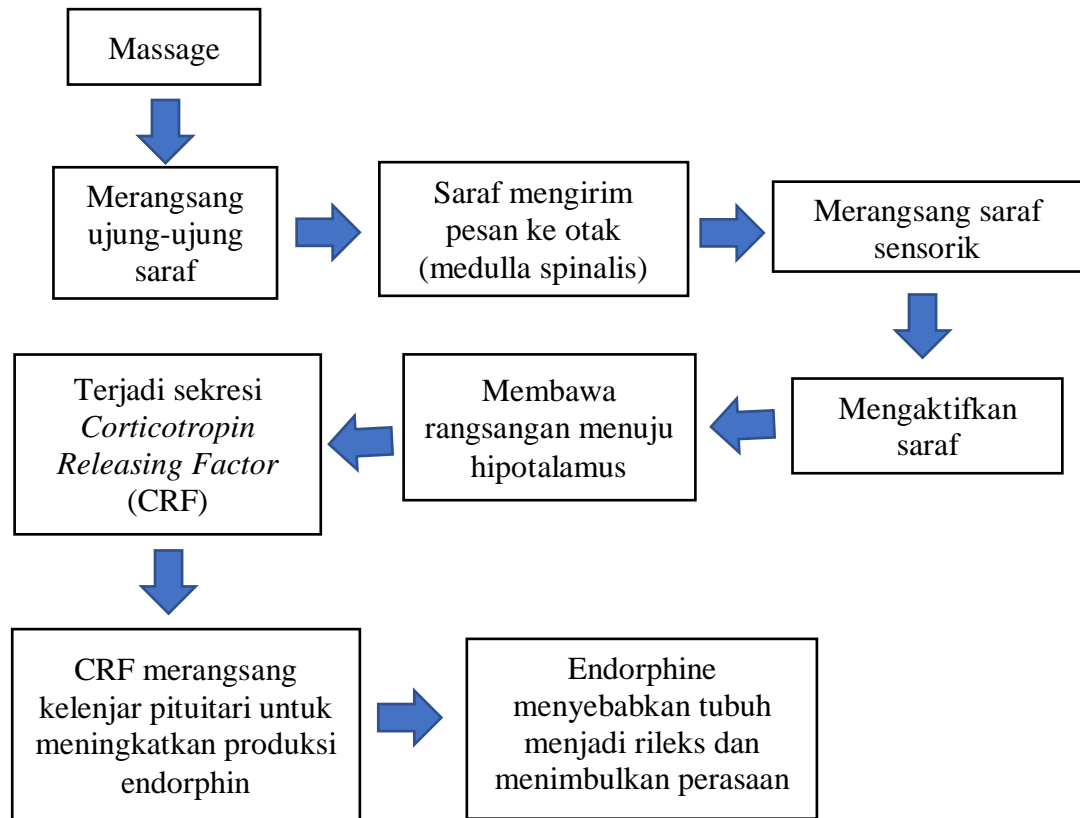 Massage
Merangsang
ujung-ujung
saraf
Saraf mengirim
pesan ke otak
(medulla spinalis)
Merangsang saraf
sensorik
Mengaktifkan
saraf
Membawa
rangsangan menuju
hipotalamus
Terjadi sekresi
Corticotropin
Releasing Factor
(CRF)
CRF merangsang
kelenjar pituitari untuk
meningkatkan produksi
endorphin
Endorphine
menyebabkan tubuh
menjadi rileks dan
menimbulkan perasaan